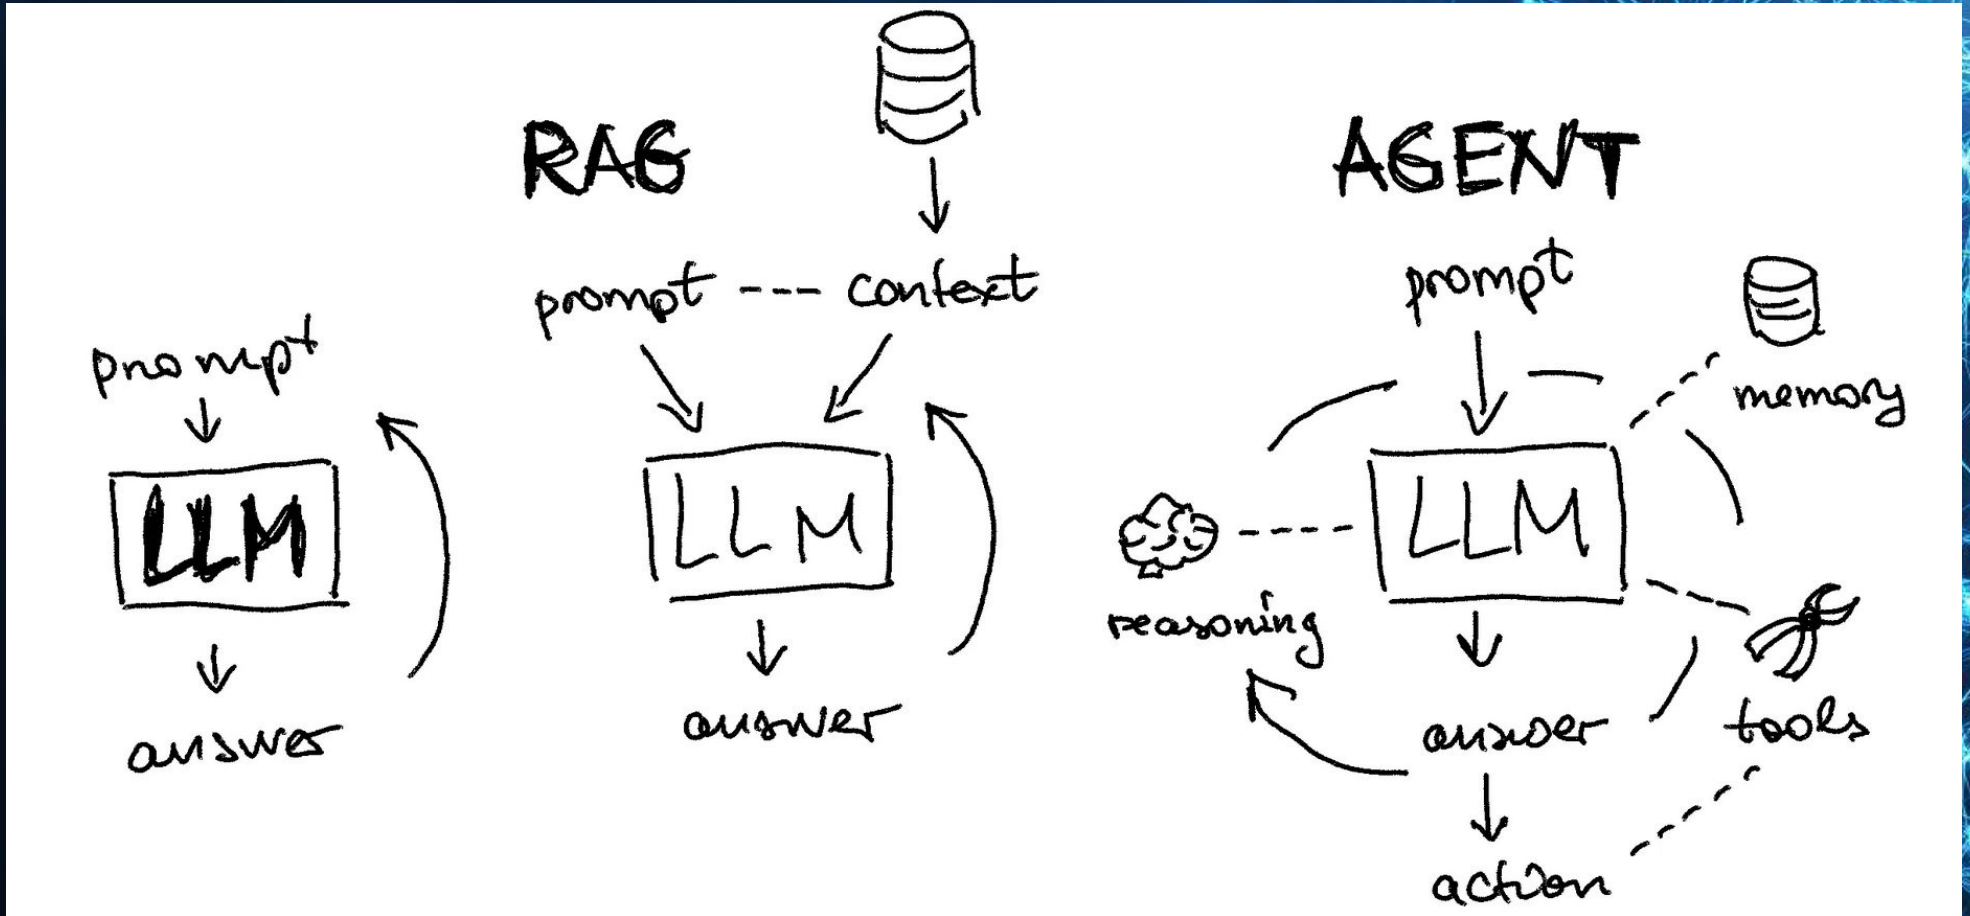 prompt
LLM
answer
RAG
prompt --- context
LLM
answer
AGENT
prompt
memory
LLM
reasoning
tools
answer
action